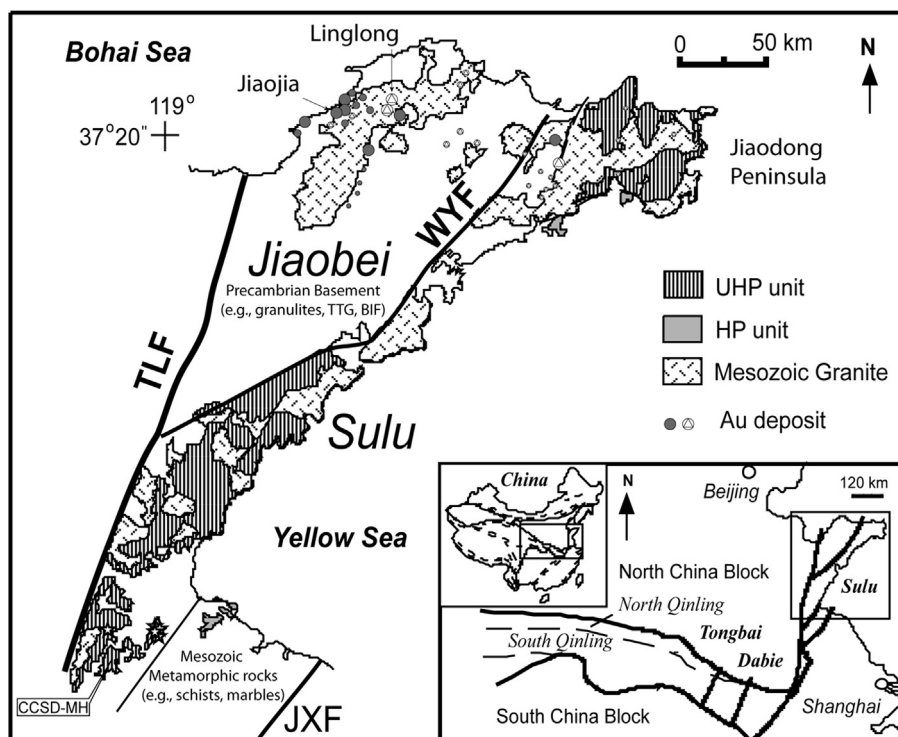 Bohai Sea
Linglong
Jiaojia
119°
37°20"
0 50 km
N
Jiaodong
Peninsula
WYF
Jiaobei
Precambrian Basement
(e.g., granulites, TTG, BIF)
TLF
UHP unit
HP unit
Mesozoic Granite
Au deposit
Sulu
Yellow Sea
Mesozoic
Metamorphic rocks
(e.g., schists, marbles)
CCSD-MH
JXF
China
N
Beijing
120 km
North China Block
Sulu
North Qinling
Tongbai
South Qinling
Dabie
Shanghai
South China Block